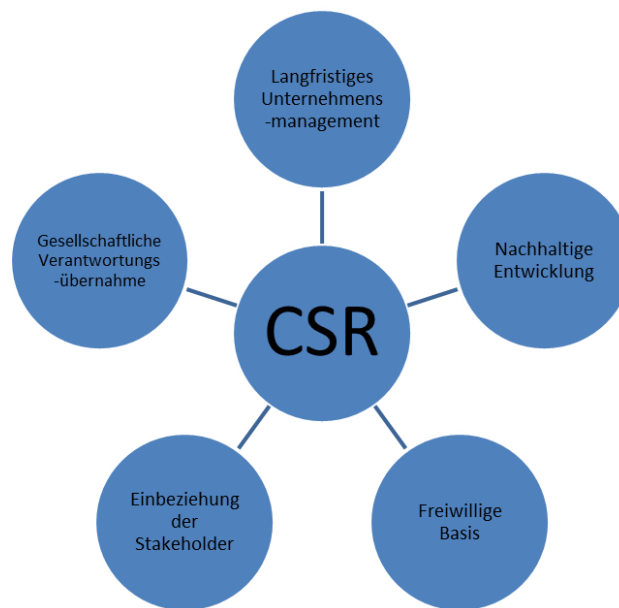 Langfristiges
Unternehmens
-management
Gesellschaftliche
Verantwortungs
-übernahme
Nachhaltige
Entwicklung
CSR
Einbeziehung
der
Stakeholder
Freiwillige
Basis